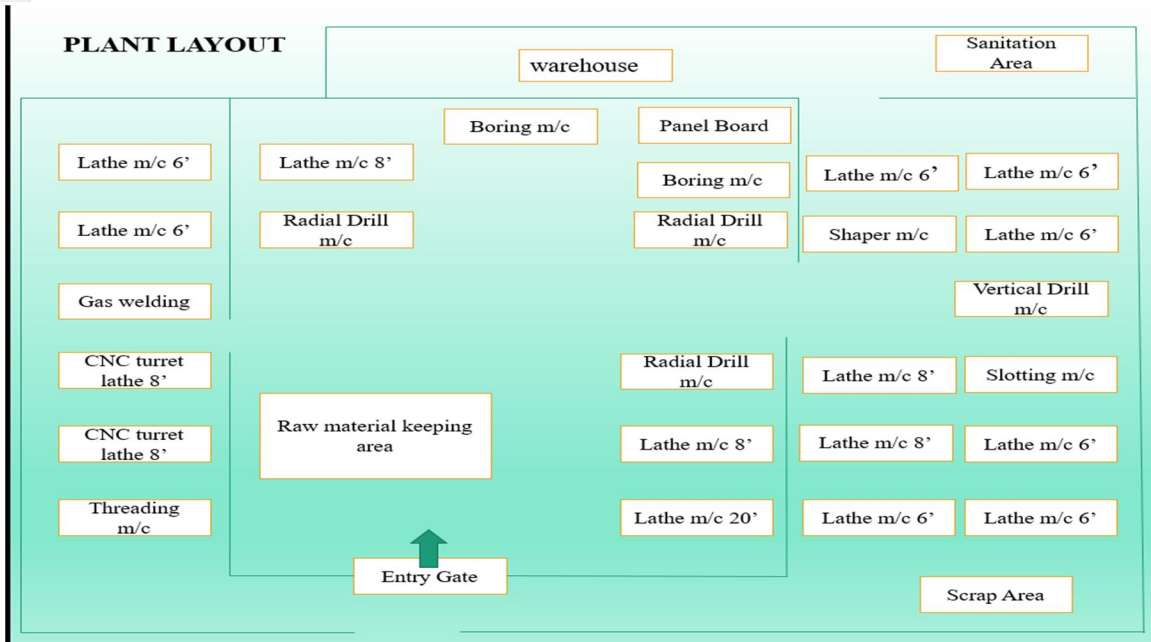 PLANT LAYOUT
warehouse
Sanitation
Area
Boring m/c
Panel Board
Lathe m/c 6’
Lathe m/c 8’
Boring m/c
Lathe m/c 6’
Lathe m/c 6’
Lathe m/c 6’
Radial Drill
m/c
Radial Drill
m/c
Shaper m/c
Lathe m/c 6’
Gas welding
Vertical Drill
m/c
CNC turret
lathe 8’
Radial Drill
m/c
Lathe m/c 8’
Slotting m/c
CNC turret
lathe 8’
Raw material keeping
area
Lathe m/c 8’
Lathe m/c 8’
Lathe m/c 6’
Threading
m/c
Lathe m/c 20’
Lathe m/c 6’
Lathe m/c 6’
Entry Gate
Scrap Area